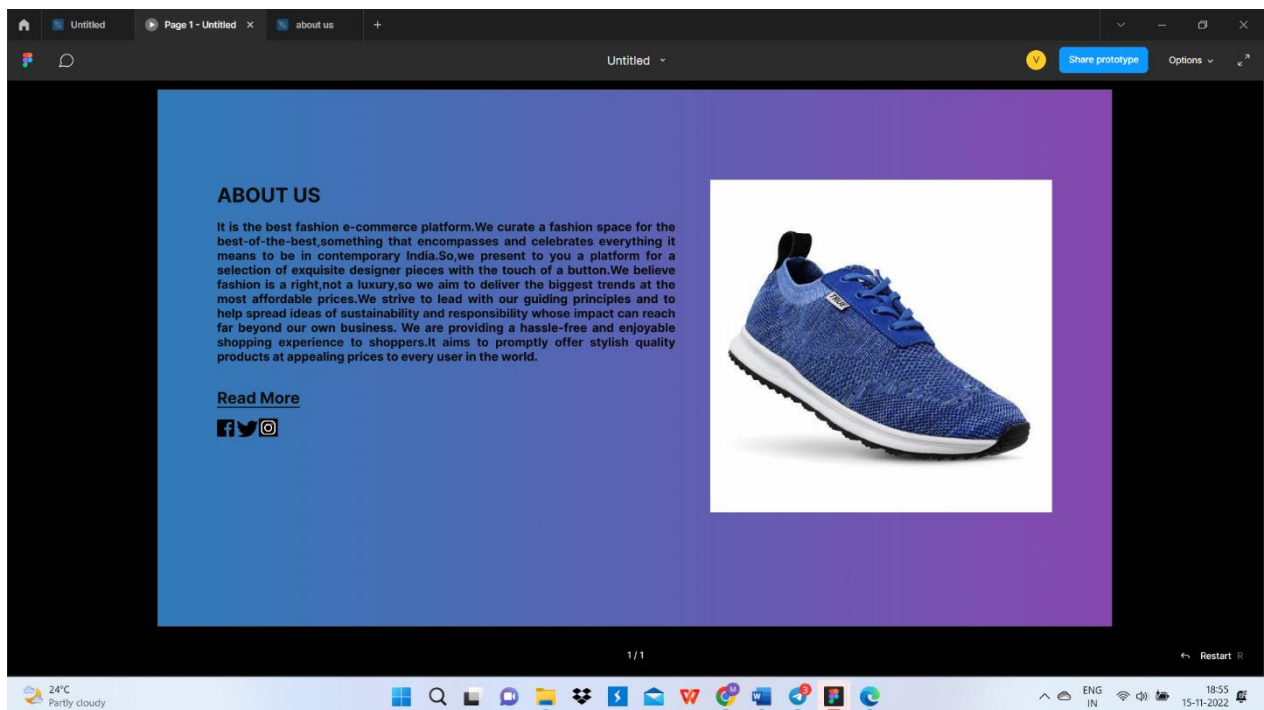 Untitled
Page 1 - Untitled
about us
Untitled
V
Share prototype
Options
ABOUT US
It is the best fashion e-commerce platform.We curate a fashion space for the
best-of-the-best,something that encompasses and celebrates everything it
means to be in contemporary India.So,we present to you a platform for a
selection of exquisite designer pieces with the touch of a button.We believe
fashion is a right,not a luxury,so we aim to deliver the biggest trends at the
most affordable prices.We strive to lead with our guiding principles and to
help spread ideas of sustainability and responsibility whose impact can reach
far beyond our own business. We are providing a hassle-free and enjoyable
shopping experience to shoppers.It aims to promptly offer stylish quality
products at appealing prices to every user in the world.
Read More
TRUE
1 / 1
Restart R
24°C
Partly cloudy
ENG
IN
18:55
15-11-2022